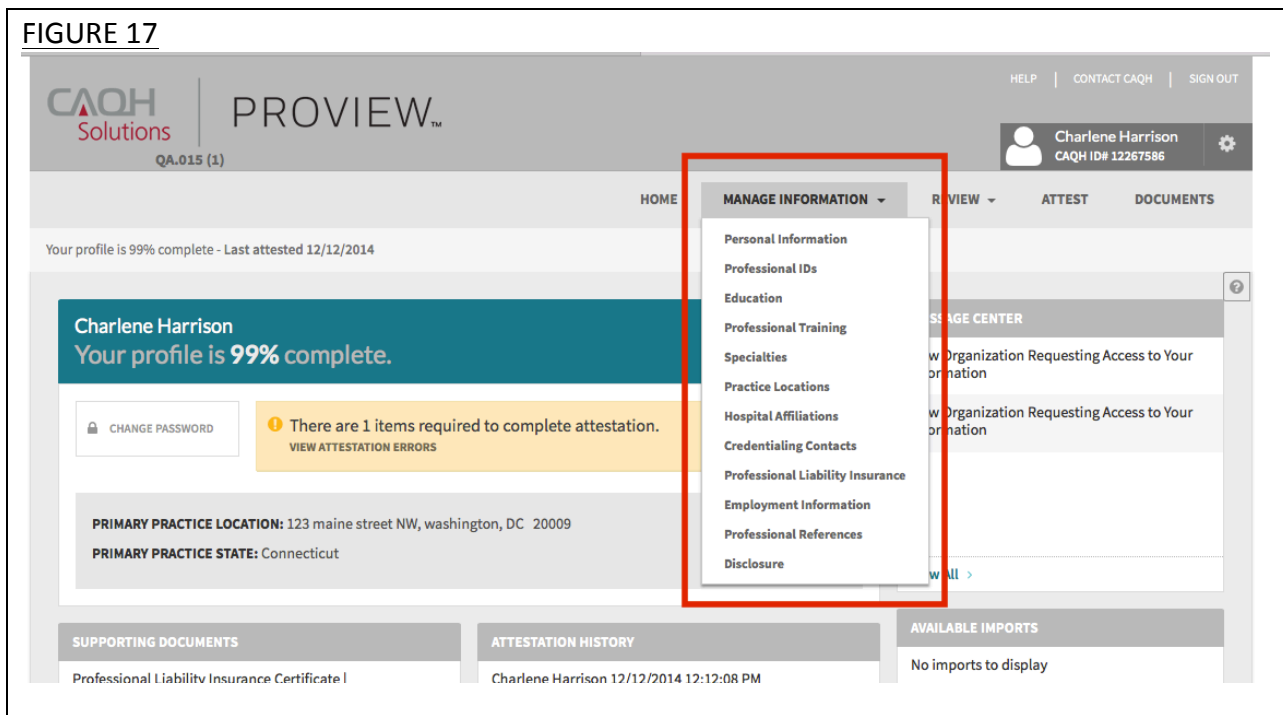 FIGURE 17
HELP | CONTACT CAQH | SIGN OUT
CAQH
Solutions
PROVIEW™
QA.015 (1)
Charlene Harrison
CAQH ID# 12267586
HOME
MANAGE INFORMATION
REVIEW
ATTEST
DOCUMENTS
Your profile is 99% complete - Last attested 12/12/2014
Personal Information
Professional IDs
Education
Professional Training
Specialties
Practice Locations
Hospital Affiliations
Credentialing Contacts
Professional Liability Insurance
Employment Information
Professional References
Disclosure
Charlene Harrison
Your profile is 99% complete.
CHANGE PASSWORD
There are 1 items required to complete attestation.
VIEW ATTESTATION ERRORS
PRIMARY PRACTICE LOCATION: 123 maine street NW, washington, DC 20009
PRIMARY PRACTICE STATE: Connecticut
CENTER
Organization Requesting Access to Your
Organization Requesting Access to Your
All >
SUPPORTING DOCUMENTS
Professional Liability Insurance Certificate |
ATTESTATION HISTORY
Charlene Harrison 12/12/2014 12:12:08 PM
AVAILABLE IMPORTS
No imports to display